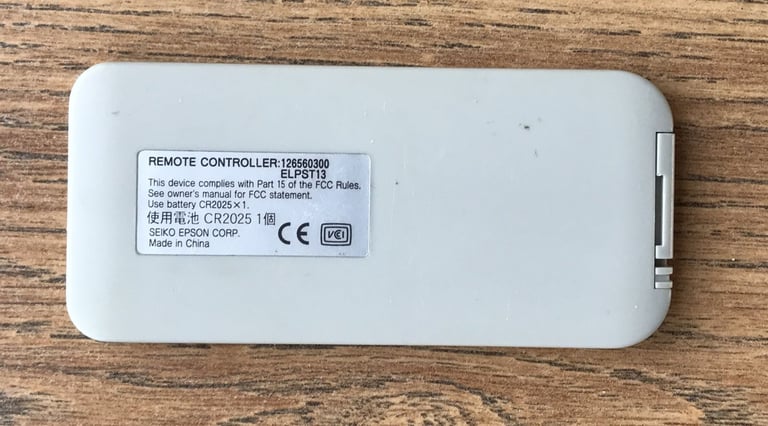 REMOTE CONTROLLER:126560300
ELPST13
This device complies with Part 15 of the FCC Rules.
See owner's manual for FCC statement.
Use battery CR2025×1.
使用電池 CR2025 1個
SEIKO EPSON CORP.
Made in China
CE
VCI